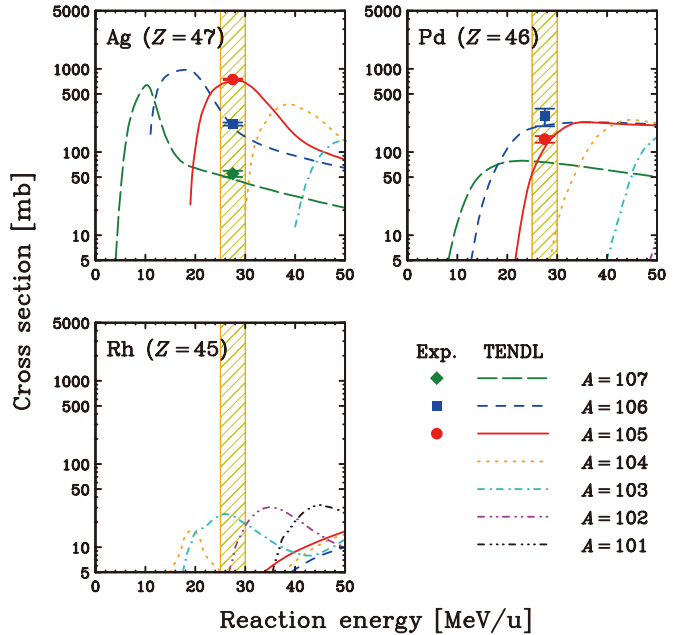 Cross section [mb]
Ag (Z=47)
5000
1000
500
100
50
10
5
0 10 20 30 40 50
Pd (Z=46)
5000
1000
500
100
50
10
5
0 10 20 30 40 50
Rh (Z=45)
5000
1000
500
100
50
10
5
0 10 20 30 40 50
Exp. TENDL
A=107
A=106
A=105
A=104
A=103
A=102
A=101
Reaction energy [MeV/u]